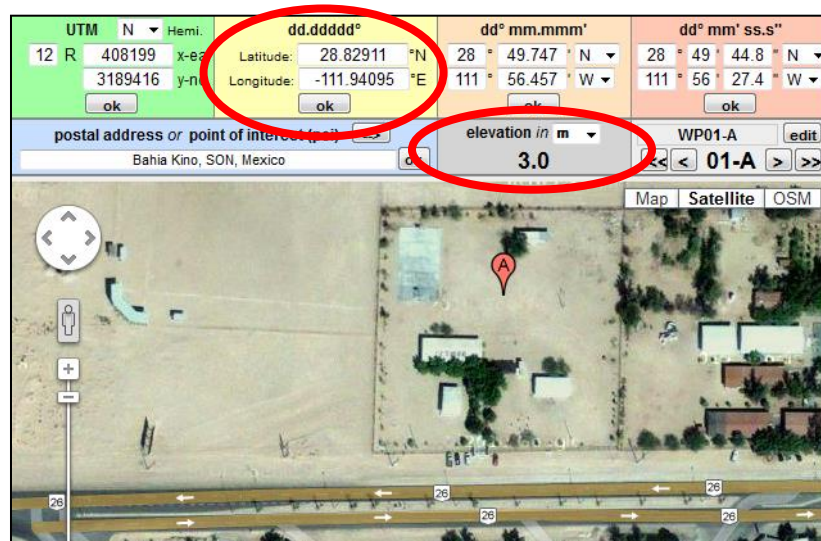 UTM N Hemi.
12 R 408199 x-ea
3189416 y-no
ok
dd.ddddd°
Latitude: 28.82911 °N
Longitude: -111.94095 °E
ok
dd° mm.mmm'
28 ° 49.747 ' N
111 ° 56.457 ' W
ok
dd° mm' ss.s"
28 ° 49 ' 44.8 " N
111 ° 56 ' 27.4 " W
ok
postal address or point of interest (poi)
Bahia Kino, SON, Mexico
elevation in m
3.0
WP01-A edit
<< < 01-A > >>
Map Satellite OSM
A
26
26
26
26
26